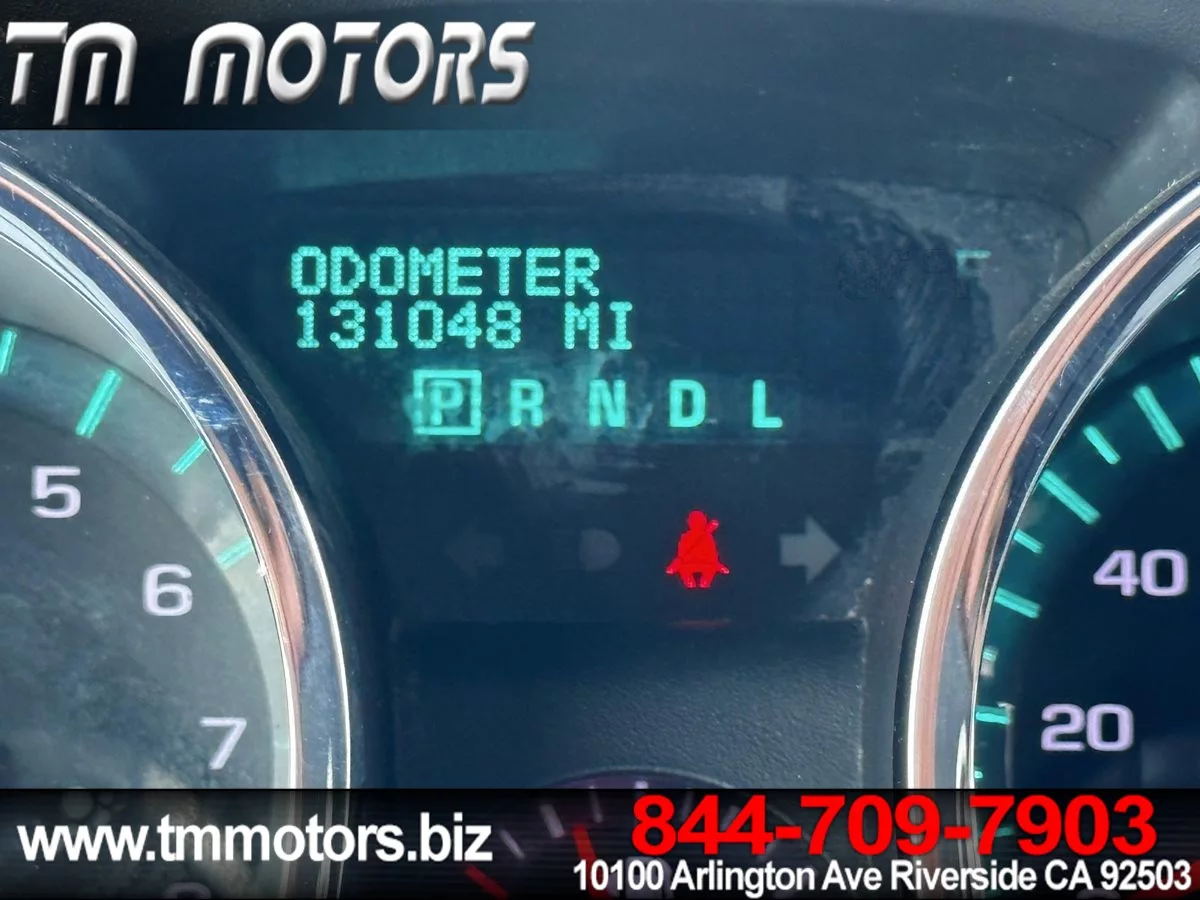 TM MOTORS
ODOMETER
131048 MI
P R N D L
5
6
7
40
20
www.tmmotors.biz
844-709-7903
10100 Arlington Ave Riverside CA 92503